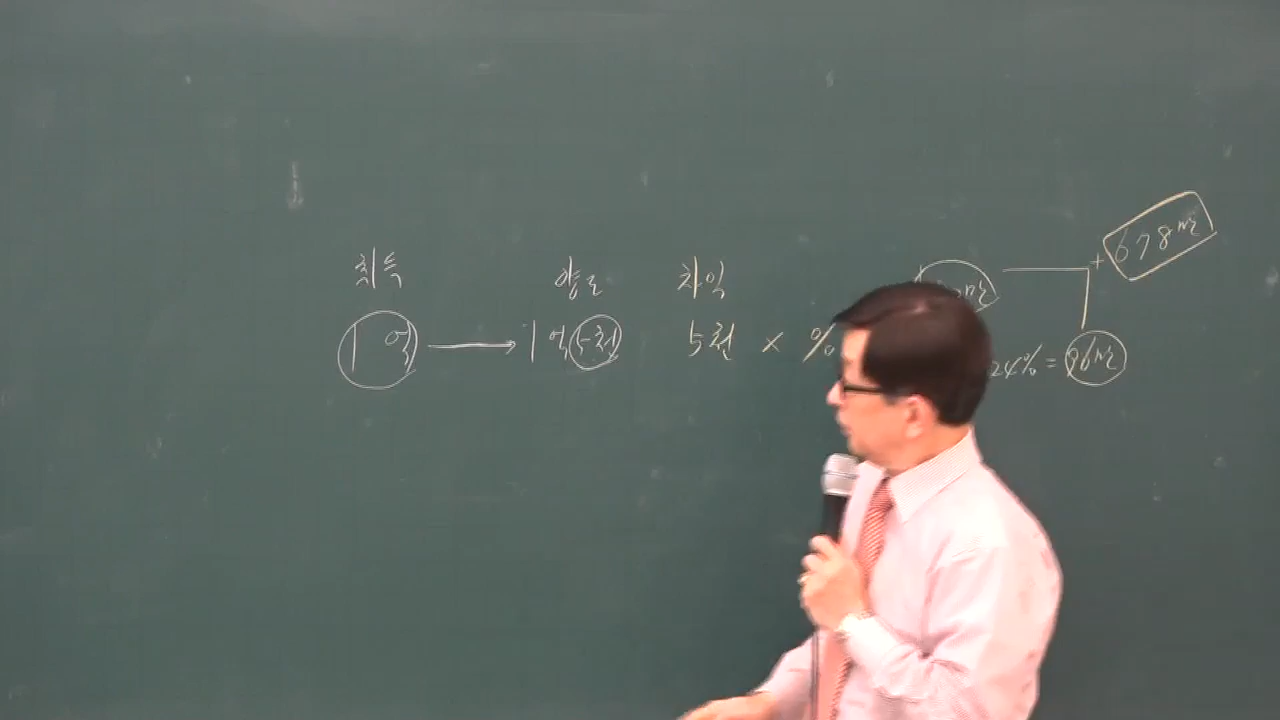 취득 양도 차익
1억 → 1억5천 5천 × %
+ 678만
24% = 96만